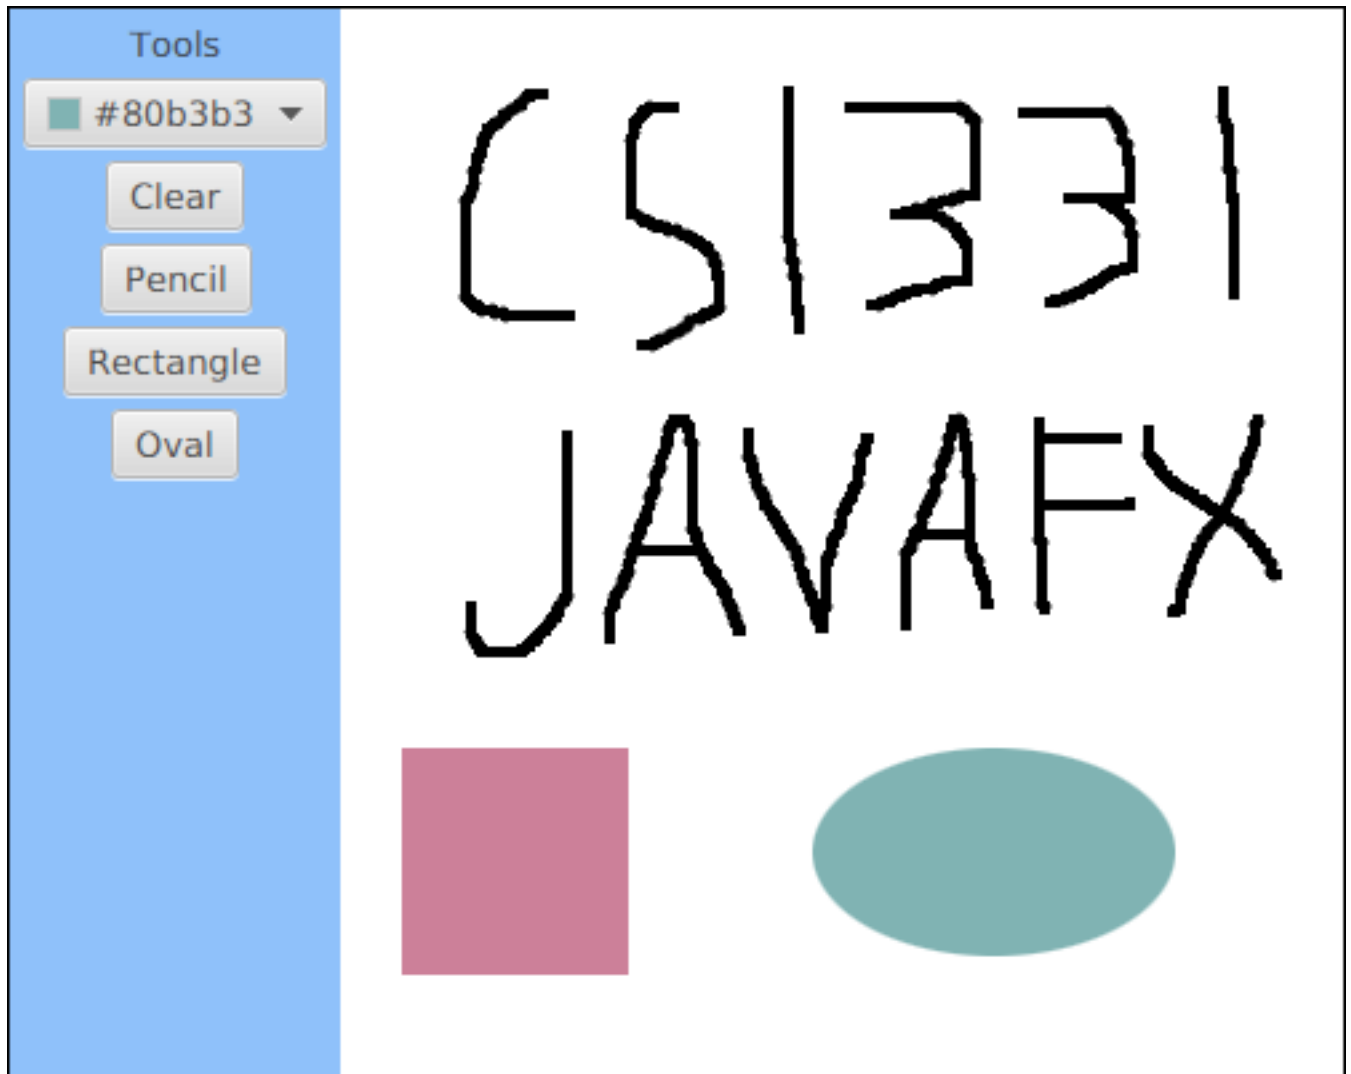 Tools
#80b3b3
Clear
Pencil
Rectangle
Oval
CS1331
JAVAFX